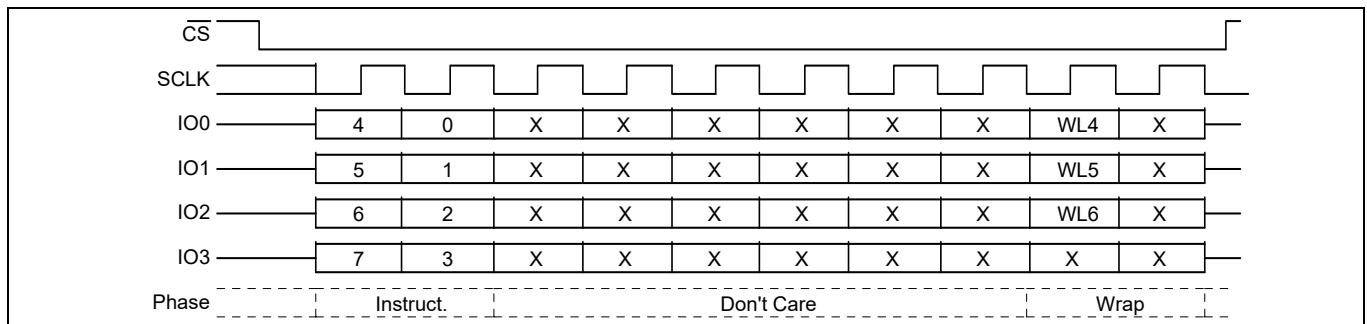 CS
SCLK
IO0 4 0 X X X X X X WL4 X
IO1 5 1 X X X X X X WL5 X
IO2 6 2 X X X X X X WL6 X
IO3 7 3 X X X X X X X X
Phase Instruct. Don't Care Wrap